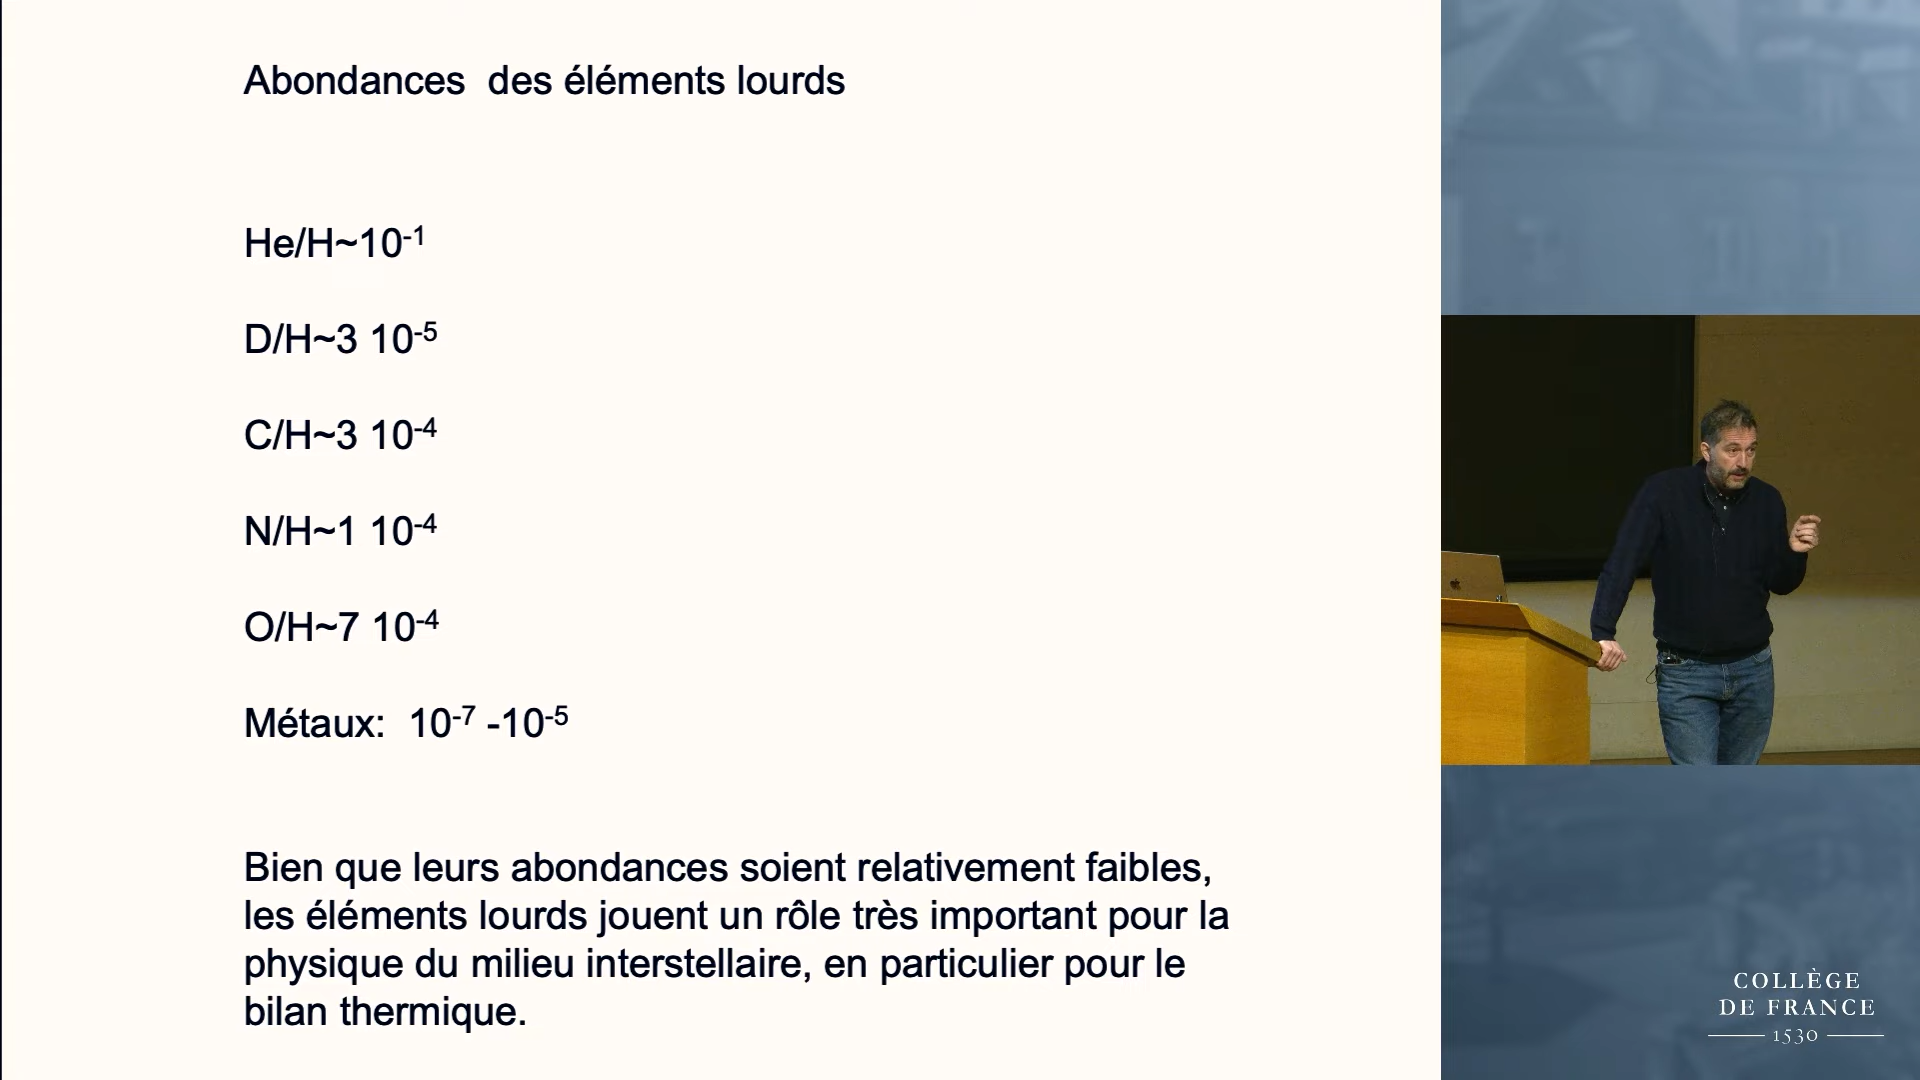 Abondances  des éléments lourds
He/H~10⁻¹
D/H~3 10⁻⁵
C/H~3 10⁻⁴
N/H~1 10⁻⁴
O/H~7 10⁻⁴
Métaux:  10⁻⁷ -10⁻⁵
Bien que leurs abondances soient relativement faibles,
les éléments lourds jouent un rôle très important pour la
physique du milieu interstellaire, en particulier pour le
bilan thermique.
COLLÈGE
DE FRANCE
1530